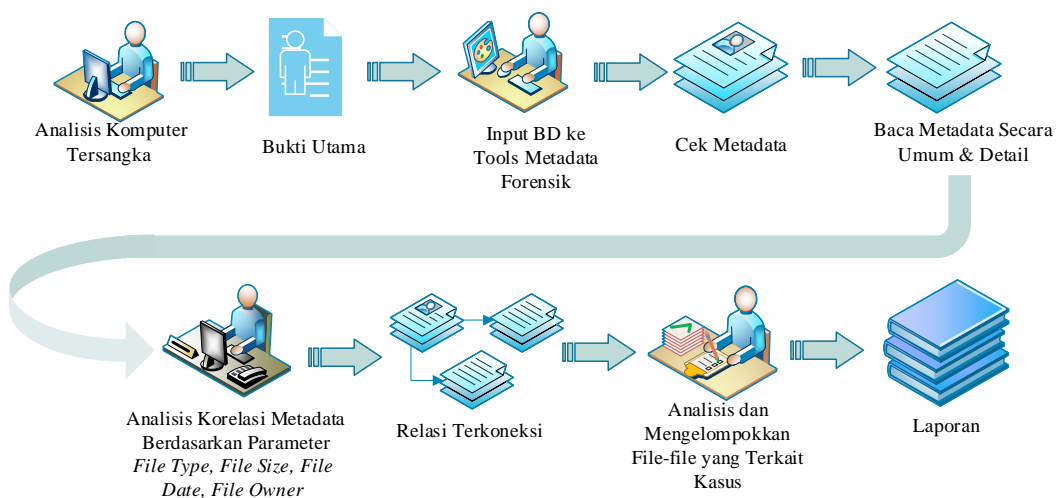 Analisis Komputer
Tersangka
Bukti Utama
Input BD ke
Tools Metadata
Forensik
Cek Metadata
Baca Metadata Secara
Umum & Detail
Analisis Korelasi Metadata
Berdasarkan Parameter
File Type, File Size, File
Date, File Owner
Relasi Terkoneksi
Analisis dan
Mengelompokkan
File-file yang Terkait
Kasus
Laporan